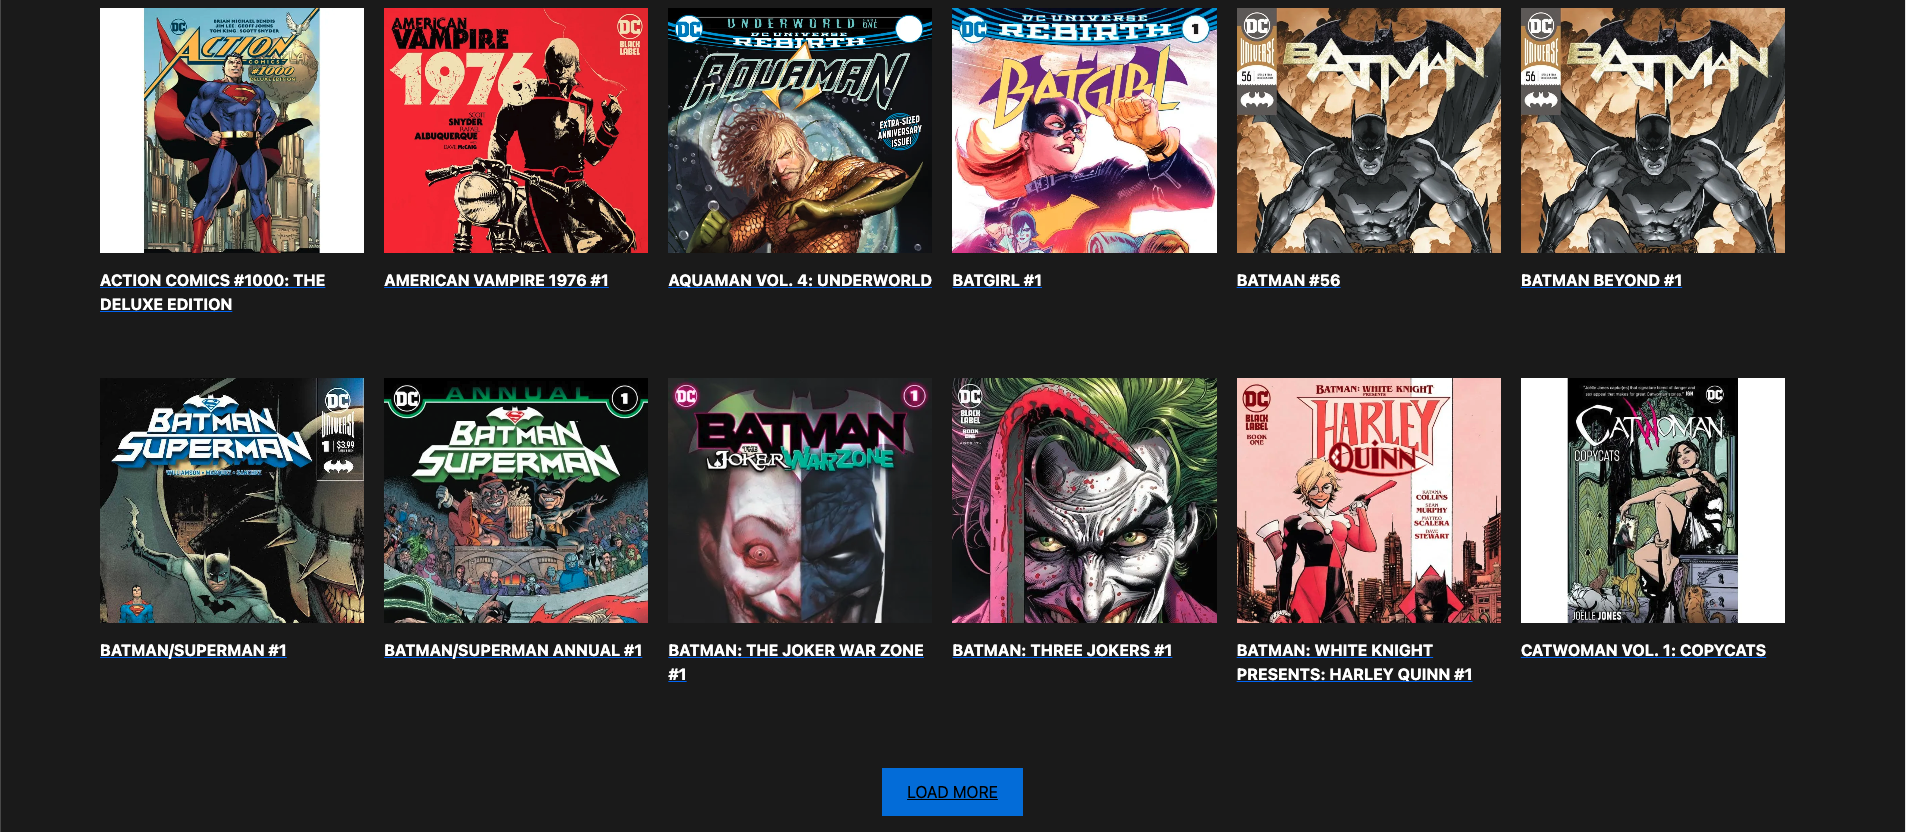 BRIAN MICHAEL BENDIS
JIM LEE GEOFF JOHNS
TOM KING SCOTT SNYDER
DC
ACTION
COMICS
#1000
DELUXE EDITION
AMERICAN
VAMPIRE
1976
DC
BLACK
LABEL
SCOTT
SNYDER
RAFAEL
ALBUQUERQUE
DAVE McCAIG
UNDERWORLD
DC UNIVERSE
REBIRTH
DC
AQUAMAN
EXTRA-SIZED
ANNIVERSARY
ISSUE!
DC UNIVERSE
REBIRTH
DC
1
BATGIRL
DC
UNIVERSE
56
BATMAN
DC
UNIVERSE
56
BATMAN
ACTION COMICS #1000: THE
DELUXE EDITION
AMERICAN VAMPIRE 1976 #1
AQUAMAN VOL. 4: UNDERWORLD
BATGIRL #1
BATMAN #56
BATMAN BEYOND #1
BATMAN
SUPERMAN
DC
UNIVERSE
1 $3.99
ANNUAL
DC
1
BATMAN
SUPERMAN
DC
1
BATMAN
THE
JOKER WAR ZONE
DC
BLACK
LABEL
BOOK
ONE
BATMAN: WHITE KNIGHT
PRESENTS
DC
BLACK
LABEL
BOOK
ONE
HARLEY
QUINN
KATANA
COLLINS
SEAN
MURPHY
MATTEO
SCALERA
DAVE
STEWART
DC
CATWOMAN
COPYCATS
JOËLLE JONES
BATMAN/SUPERMAN #1
BATMAN/SUPERMAN ANNUAL #1
BATMAN: THE JOKER WAR ZONE
#1
BATMAN: THREE JOKERS #1
BATMAN: WHITE KNIGHT
PRESENTS: HARLEY QUINN #1
CATWOMAN VOL. 1: COPYCATS
LOAD MORE